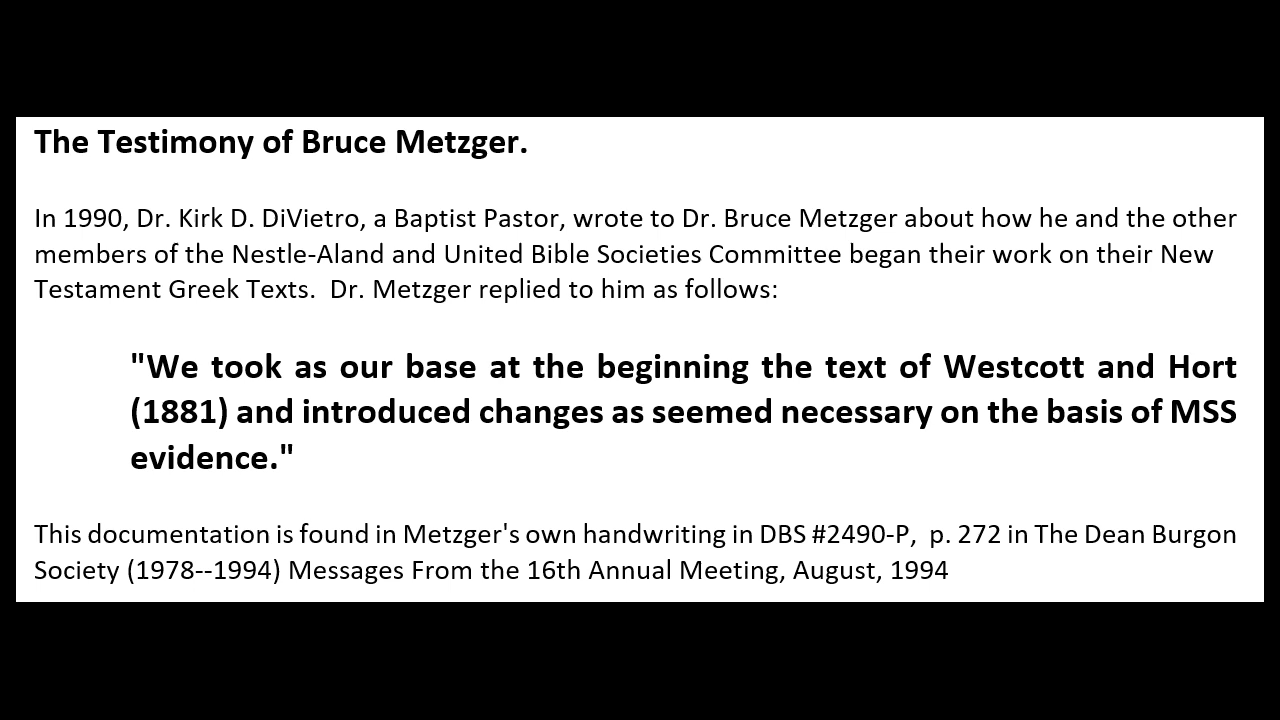 The Testimony of Bruce Metzger.
In 1990, Dr. Kirk D. DiVietro, a Baptist Pastor, wrote to Dr. Bruce Metzger about how he and the other
members of the Nestle-Aland and United Bible Societies Committee began their work on their New
Testament Greek Texts.  Dr. Metzger replied to him as follows:
"We took as our base at the beginning the text of Westcott and Hort
(1881) and introduced changes as seemed necessary on the basis of MSS
evidence."
This documentation is found in Metzger's own handwriting in DBS #2490-P,  p. 272 in The Dean Burgon
Society (1978--1994) Messages From the 16th Annual Meeting, August, 1994